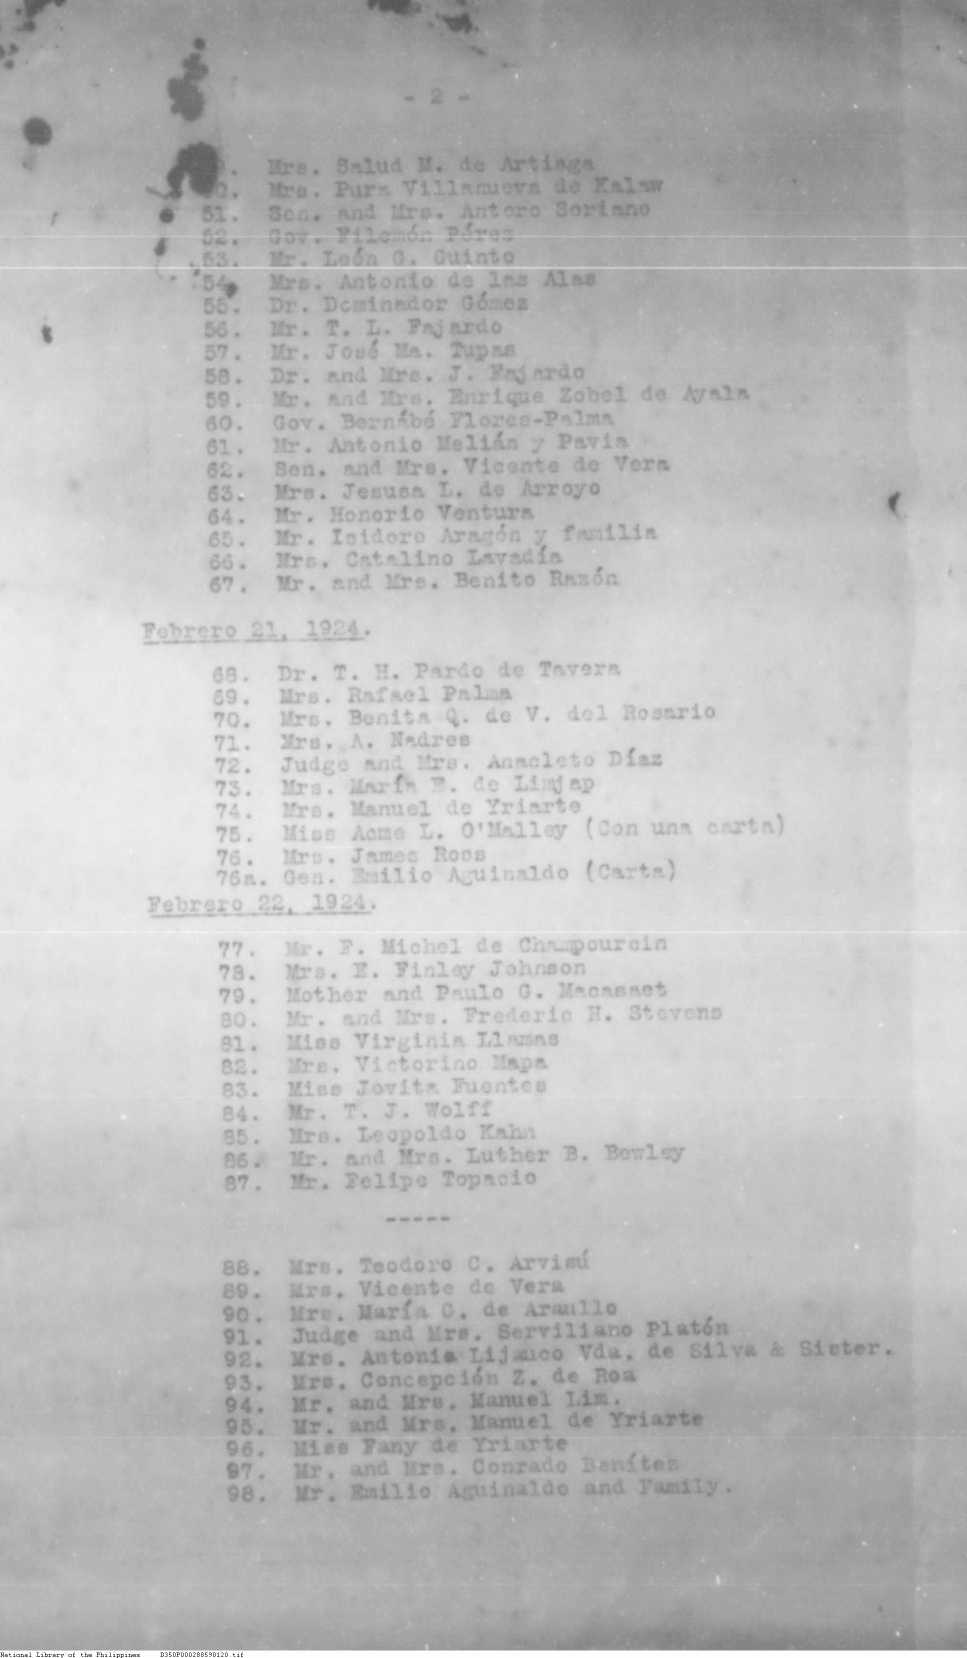 - 2 -
Mrs. Salud M. de Artiaga
Mrs. Pura Villanueva de Kalaw
51. Sen. and Mrs. Antero Soriano
52. Gov. Filemón Pérez
53. Mr. León G. Guinto
54. Mrs. Antonio de las Alas
55. Dr. Dominador Gómez
56. Mr. T. L. Fajardo
57. Mr. José Ma. Tupas
58. Dr. and Mrs. J. Fajardo
59. Mr. and Mrs. Enrique Zobel de Ayala
60. Gov. Bernábé Flores-Palma
61. Mr. Antonio Melián y Pavia
62. Sen. and Mrs. Vicente de Vera
63. Mrs. Jesusa L. de Arroyo
64. Mr. Honorio Ventura
65. Mr. Isidoro Aragón y familia
66. Mrs. Catalino Lavadía
67. Mr. and Mrs. Benito Razón
Febrero 21, 1924.
68. Dr. T. H. Pardo de Tavera
69. Mrs. Rafael Palma
70. Mrs. Benita Q. de V. del Rosario
71. Mrs. A. Nadres
72. Judge and Mrs. Anacleto Díaz
73. Mrs. María E. de Limjap
74. Mrs. Manuel de Yriarte
75. Miss Acme L. O'Malley (Con una carta)
76. Mrs. James Ross
76a. Gen. Emilio Aguinaldo (Carta)
Febrero 22, 1924.
77. Mr. F. Michel de Champourcin
78. Mrs. E. Finley Johnson
79. Mother and Paulo G. Macasaet
80. Mr. and Mrs. Frederic H. Stevens
81. Miss Virginia Llamas
82. Mrs. Victorino Mapa
83. Miss Jovita Fuentes
84. Mr. T. J. Wolff
85. Mrs. Leopoldo Kahn
86. Mr. and Mrs. Luther B. Bewley
87. Mr. Felipe Topacio
-----
88. Mrs. Teodoro C. Arvisú
89. Mrs. Vicente de Vera
90. Mrs. María C. de Araullo
91. Judge and Mrs. Serviliano Platón
92. Mrs. Antonia Lijauco Vda. de Silva & Sister.
93. Mrs. Concepción Z. de Roa
94. Mr. and Mrs. Manuel Lim.
95. Mr. and Mrs. Manuel de Yriarte
96. Miss Fany de Yriarte
97. Mr. and Mrs. Conrado Benítez
98. Mr. Emilio Aguinaldo and Family.
National Library of the Philippines D350P000288598120.tif